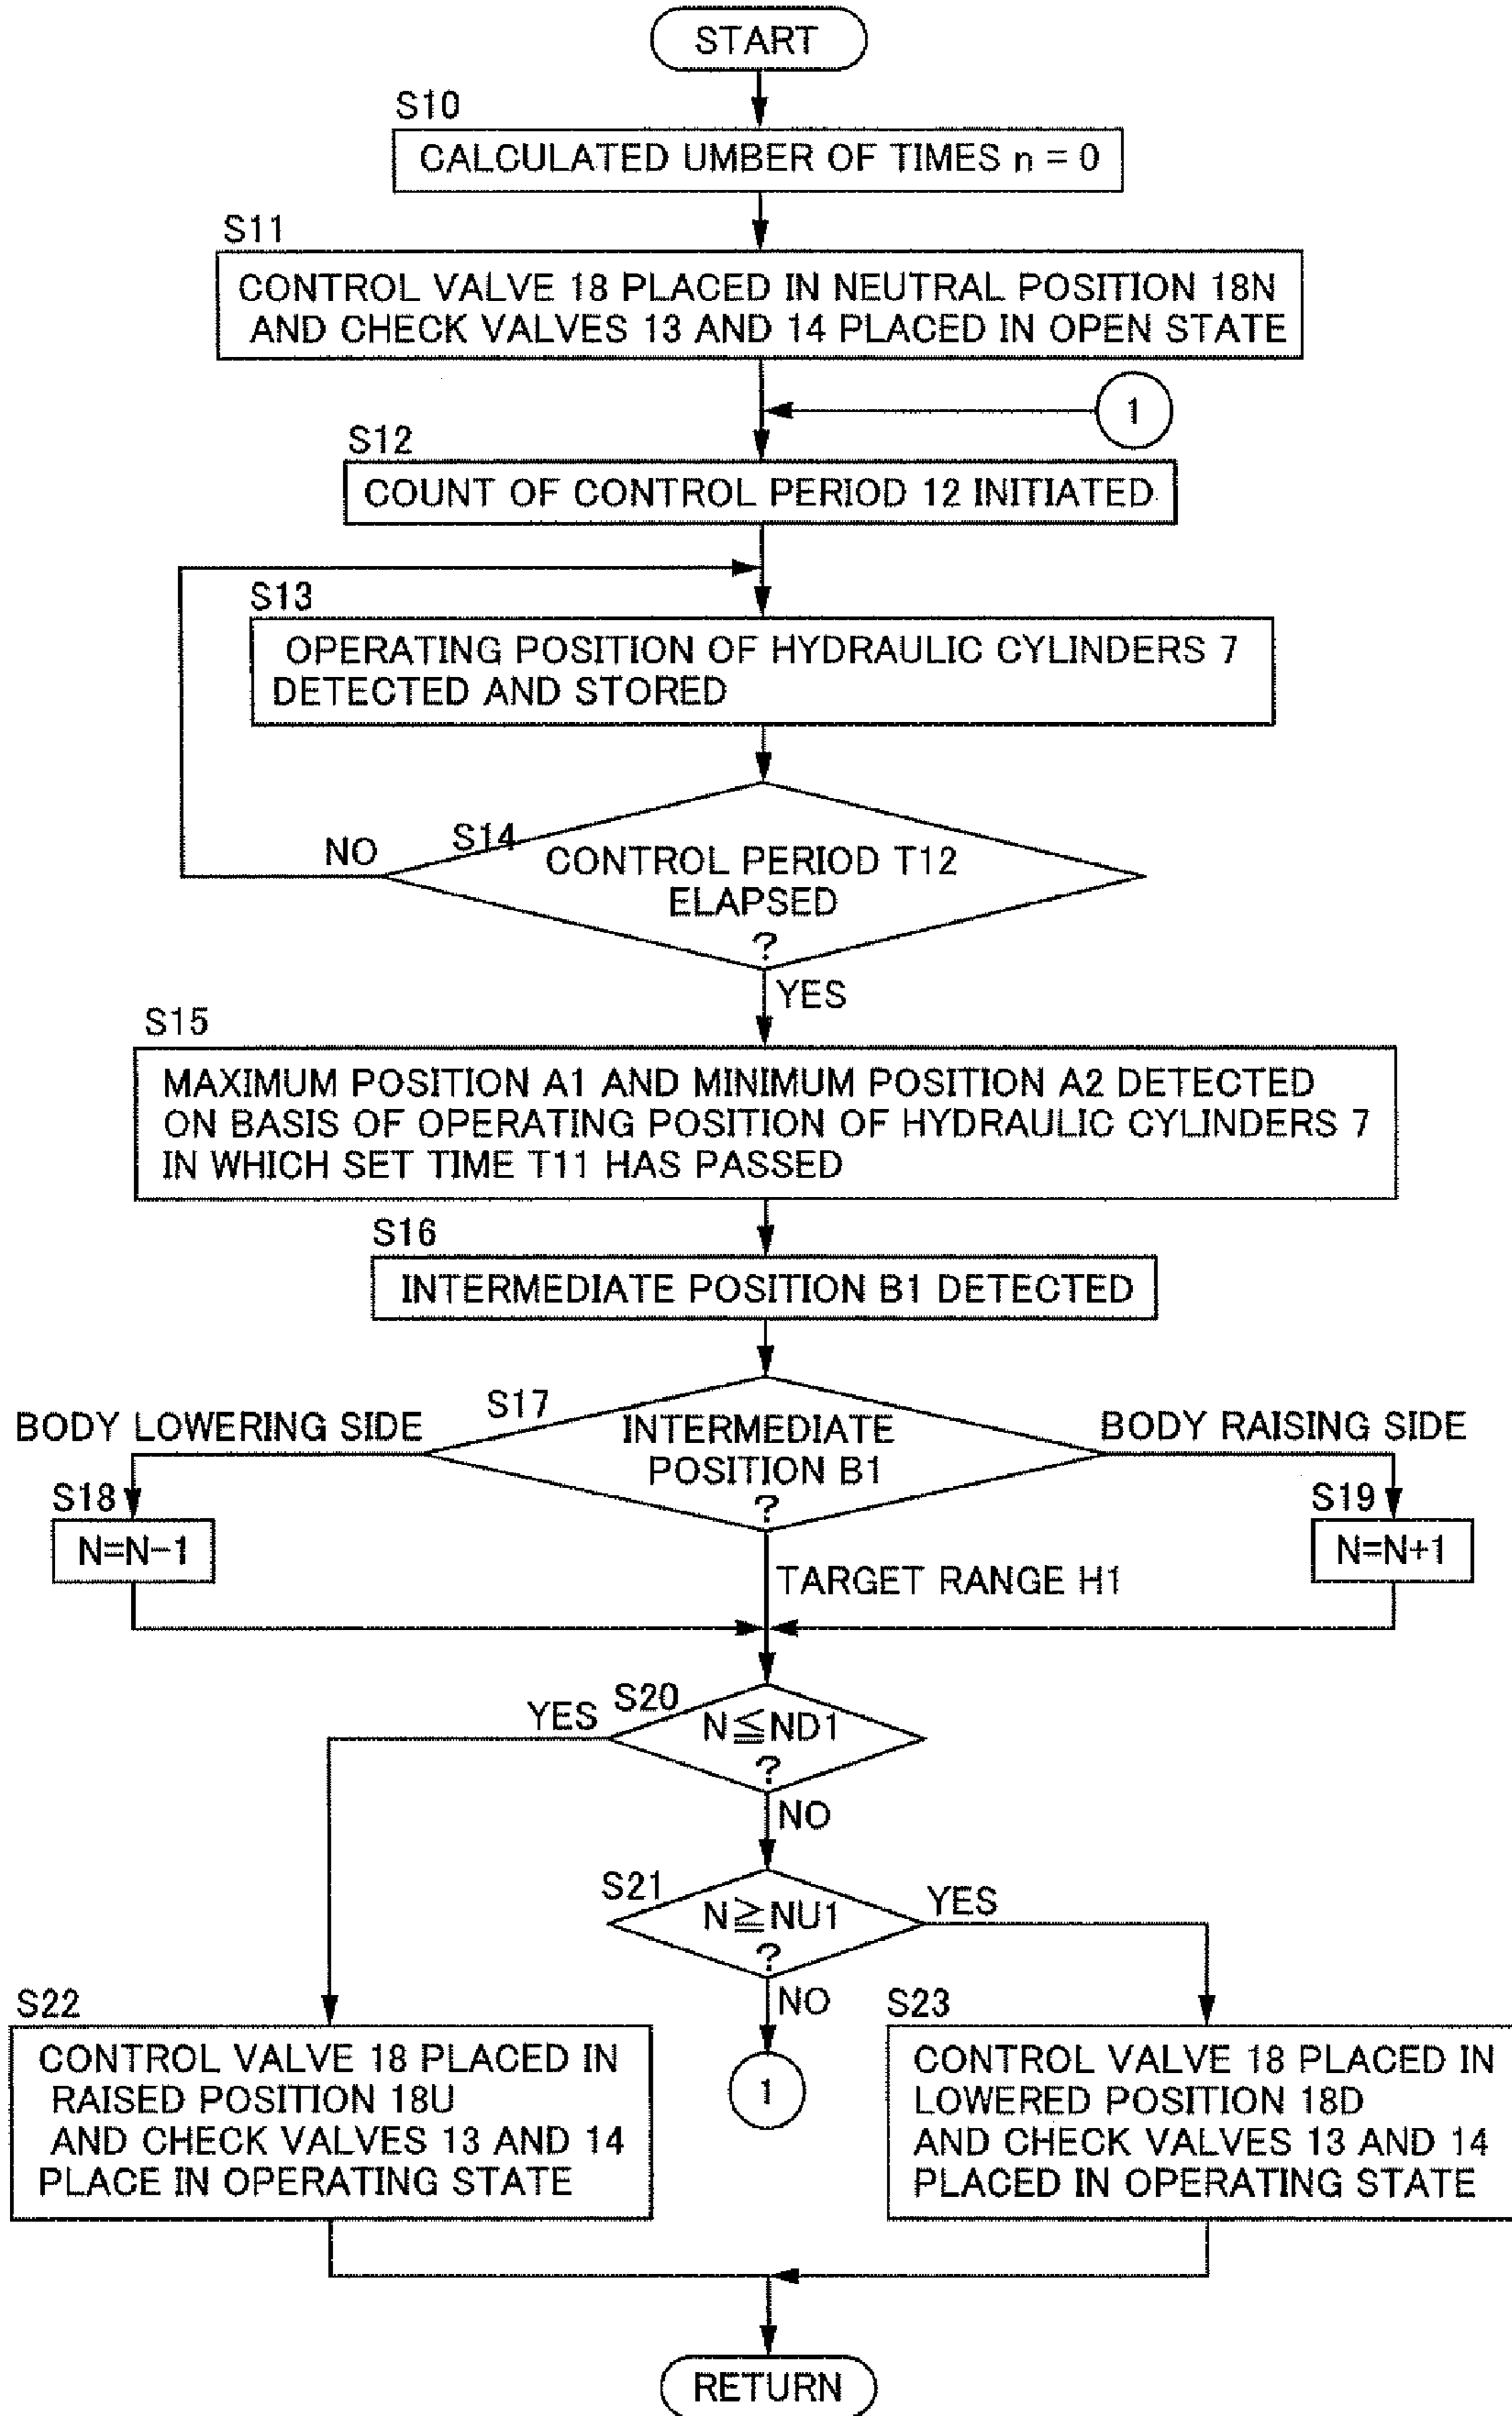 START
S10
CALCULATED UMBER OF TIMES n = 0
S11
CONTROL VALVE 18 PLACED IN NEUTRAL POSITION 18N
AND CHECK VALVES 13 AND 14 PLACED IN OPEN STATE
1
S12
COUNT OF CONTROL PERIOD 12 INITIATED
S13
OPERATING POSITION OF HYDRAULIC CYLINDERS 7
DETECTED AND STORED
S14
NO
CONTROL PERIOD T12
ELAPSED
?
YES
S15
MAXIMUM POSITION A1 AND MINIMUM POSITION A2 DETECTED
ON BASIS OF OPERATING POSITION OF HYDRAULIC CYLINDERS 7
IN WHICH SET TIME T11 HAS PASSED
S16
INTERMEDIATE POSITION B1 DETECTED
S17
BODY LOWERING SIDE
INTERMEDIATE
POSITION B1
?
BODY RAISING SIDE
S18
N=N-1
S19
N=N+1
TARGET RANGE H1
S20
YES
N≦ND1
?
NO
S21
N≧NU1
?
YES
NO
1
S22
CONTROL VALVE 18 PLACED IN
RAISED POSITION 18U
AND CHECK VALVES 13 AND 14
PLACE IN OPERATING STATE
S23
CONTROL VALVE 18 PLACED IN
LOWERED POSITION 18D
AND CHECK VALVES 13 AND 14
PLACED IN OPERATING STATE
RETURN